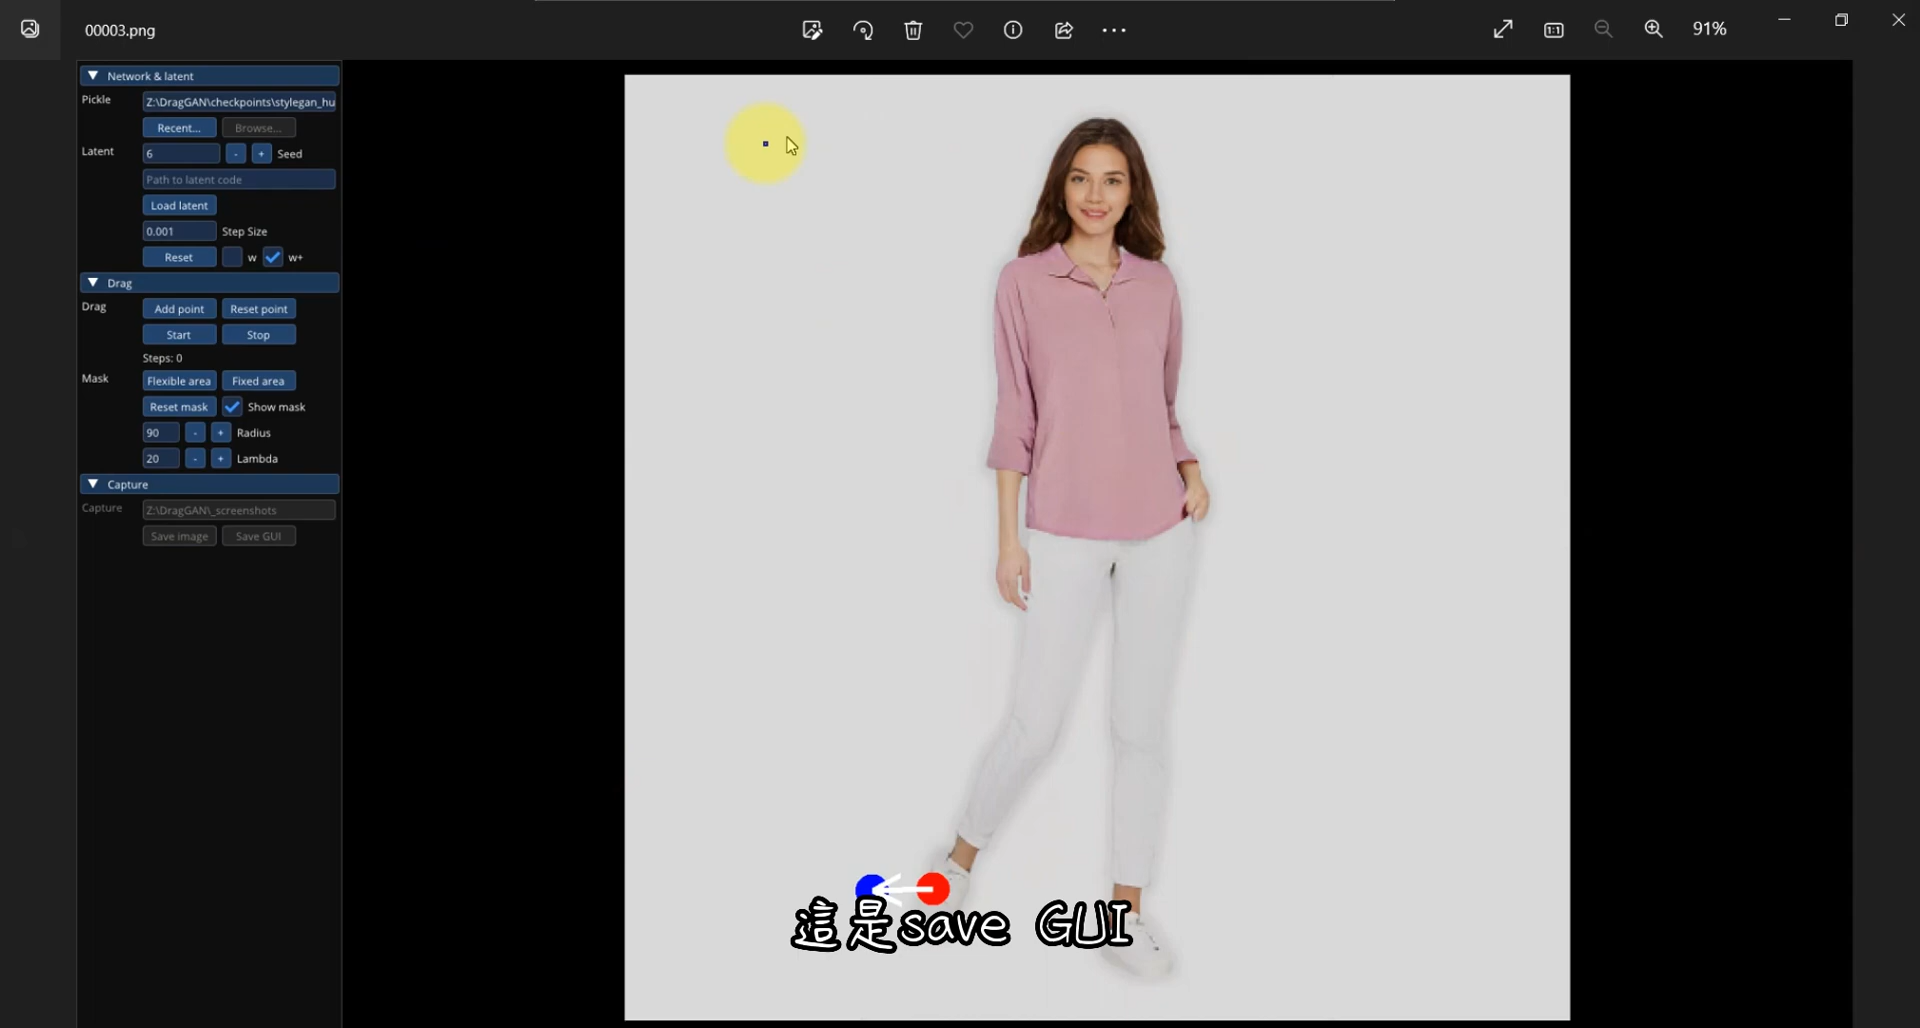 00003.png
91%
Network & latent
Pickle
Z:\DragGAN\checkpoints\stylegan_hu
Recent...
Browse...
Latent
6
-
+
Seed
Path to latent code
Load latent
0.001
Step Size
Reset
w
w+
Drag
Drag
Add point
Reset point
Start
Stop
Steps: 0
Mask
Flexible area
Fixed area
Reset mask
Show mask
90
-
+
Radius
20
-
+
Lambda
Capture
Capture
Z:\DragGAN\_screenshots
Save image
Save GUI
這是save GUI